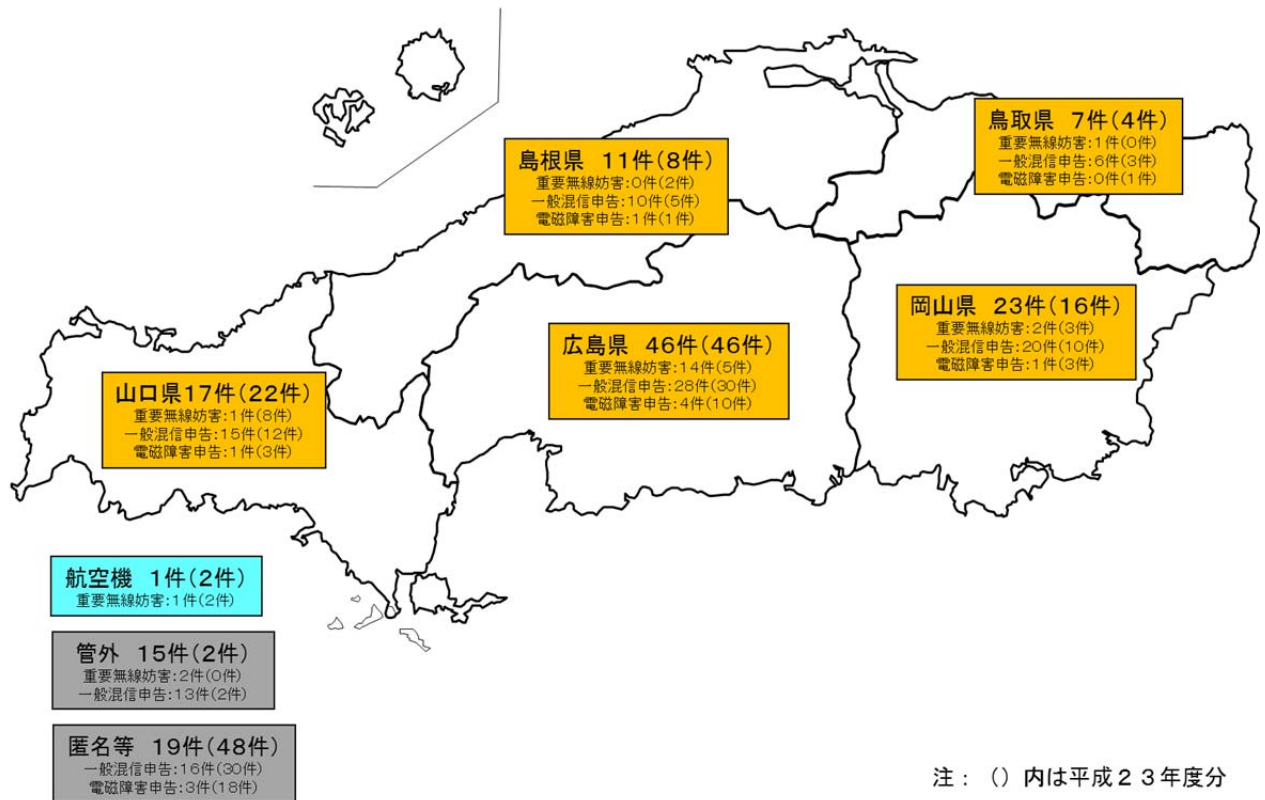 鳥取県 7件(4件)
重要無線妨害:1件(0件)
一般混信申告:6件(3件)
電磁障害申告:0件(1件)
島根県 11件(8件)
重要無線妨害:0件(2件)
一般混信申告:10件(5件)
電磁障害申告:1件(1件)
岡山県 23件(16件)
重要無線妨害:2件(3件)
一般混信申告:20件(10件)
電磁障害申告:1件(3件)
広島県 46件(46件)
重要無線妨害:14件(5件)
一般混信申告:28件(30件)
電磁障害申告:4件(10件)
山口県17件(22件)
重要無線妨害:1件(8件)
一般混信申告:15件(12件)
電磁障害申告:1件(3件)
航空機 1件(2件)
重要無線妨害:1件(2件)
管外 15件(2件)
重要無線妨害:2件(0件)
一般混信申告:13件(2件)
匿名等 19件(48件)
一般混信申告:16件(30件)
電磁障害申告:3件(18件)
注: () 内は平成23年度分